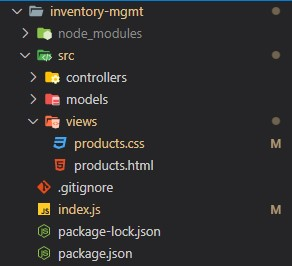 inventory-mgmt
node_modules
src
controllers
models
views
products.css M
products.html
.gitignore
index.js M
package-lock.json
package.json